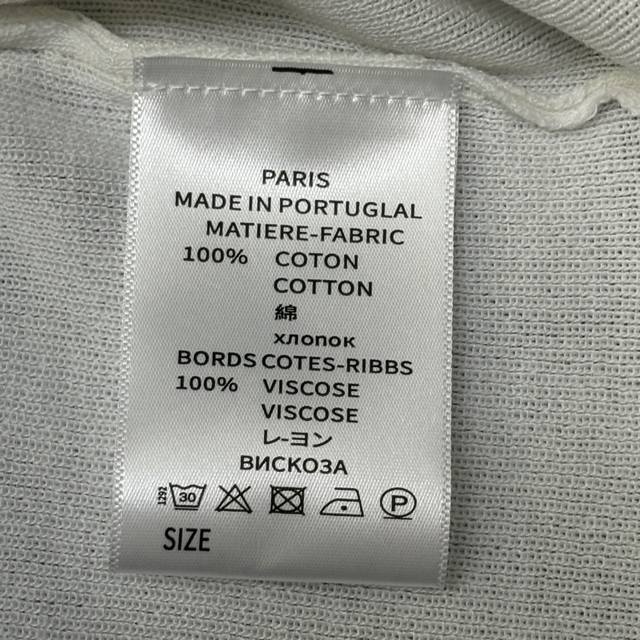 PARIS
MADE IN PORTUGLAL
MATIERE-FABRIC
100% COTON
COTTON
綿
хлопок
BORDS COTES-RIBBS
100% VISCOSE
VISCOSE
レ-ヨン
ВИСКОЗА
1292 30 P
SIZE